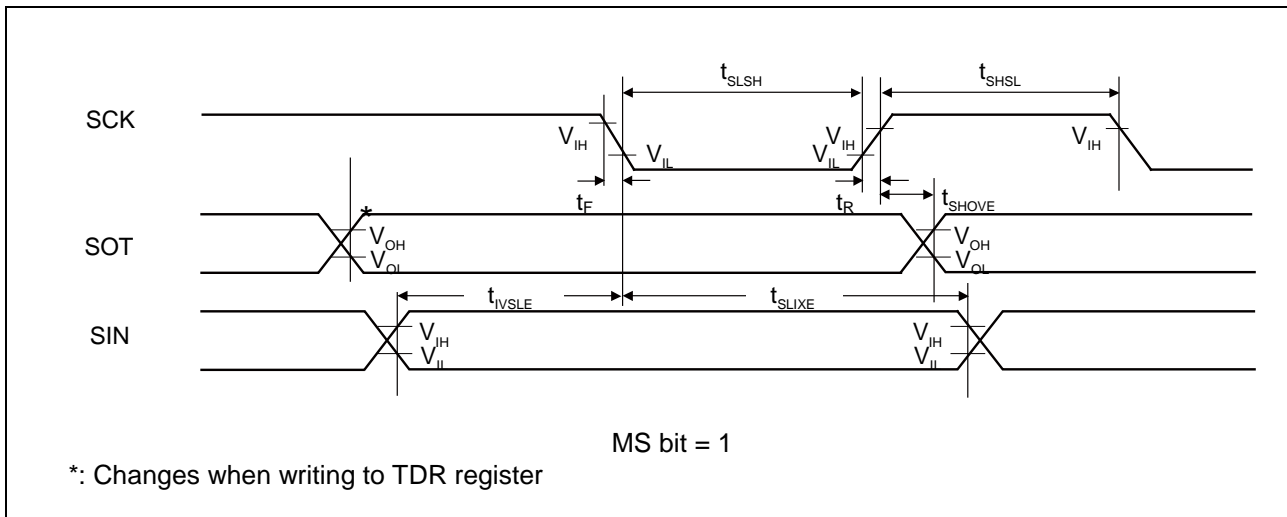 tSLSH tSHSL
SCK
VIH VIL VIH VIL VIH
tF tR tSHOVE
*
SOT
VOH VOL VOH VOL
tIVSLE tSLIXE
SIN
VIH VIL VIH VIL
MS bit = 1
*: Changes when writing to TDR register